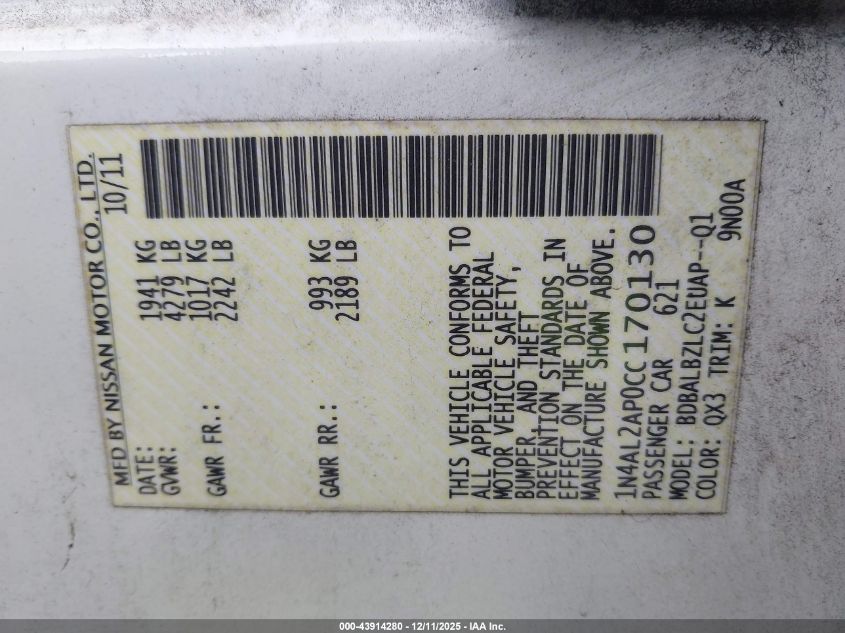 MFD BY NISSAN MOTOR CO., LTD.
DATE: 10/11
GVWR: 1941 KG
4279 LB
GAWR FR.: 1017 KG
2242 LB
GAWR RR.: 993 KG
2189 LB
THIS VEHICLE CONFORMS TO
ALL APPLICABLE FEDERAL
MOTOR VEHICLE SAFETY,
BUMPER, AND THEFT
PREVENTION STANDARDS IN
EFFECT ON THE DATE OF
MANUFACTURE SHOWN ABOVE.
1N4AL2AP0CC170130
PASSENGER CAR 621
MODEL: BDBALBZLC2EUAP--Q1
COLOR: QX3 TRIM: K 9N00A
000-43914280 - 12/11/2025 - IAA Inc.